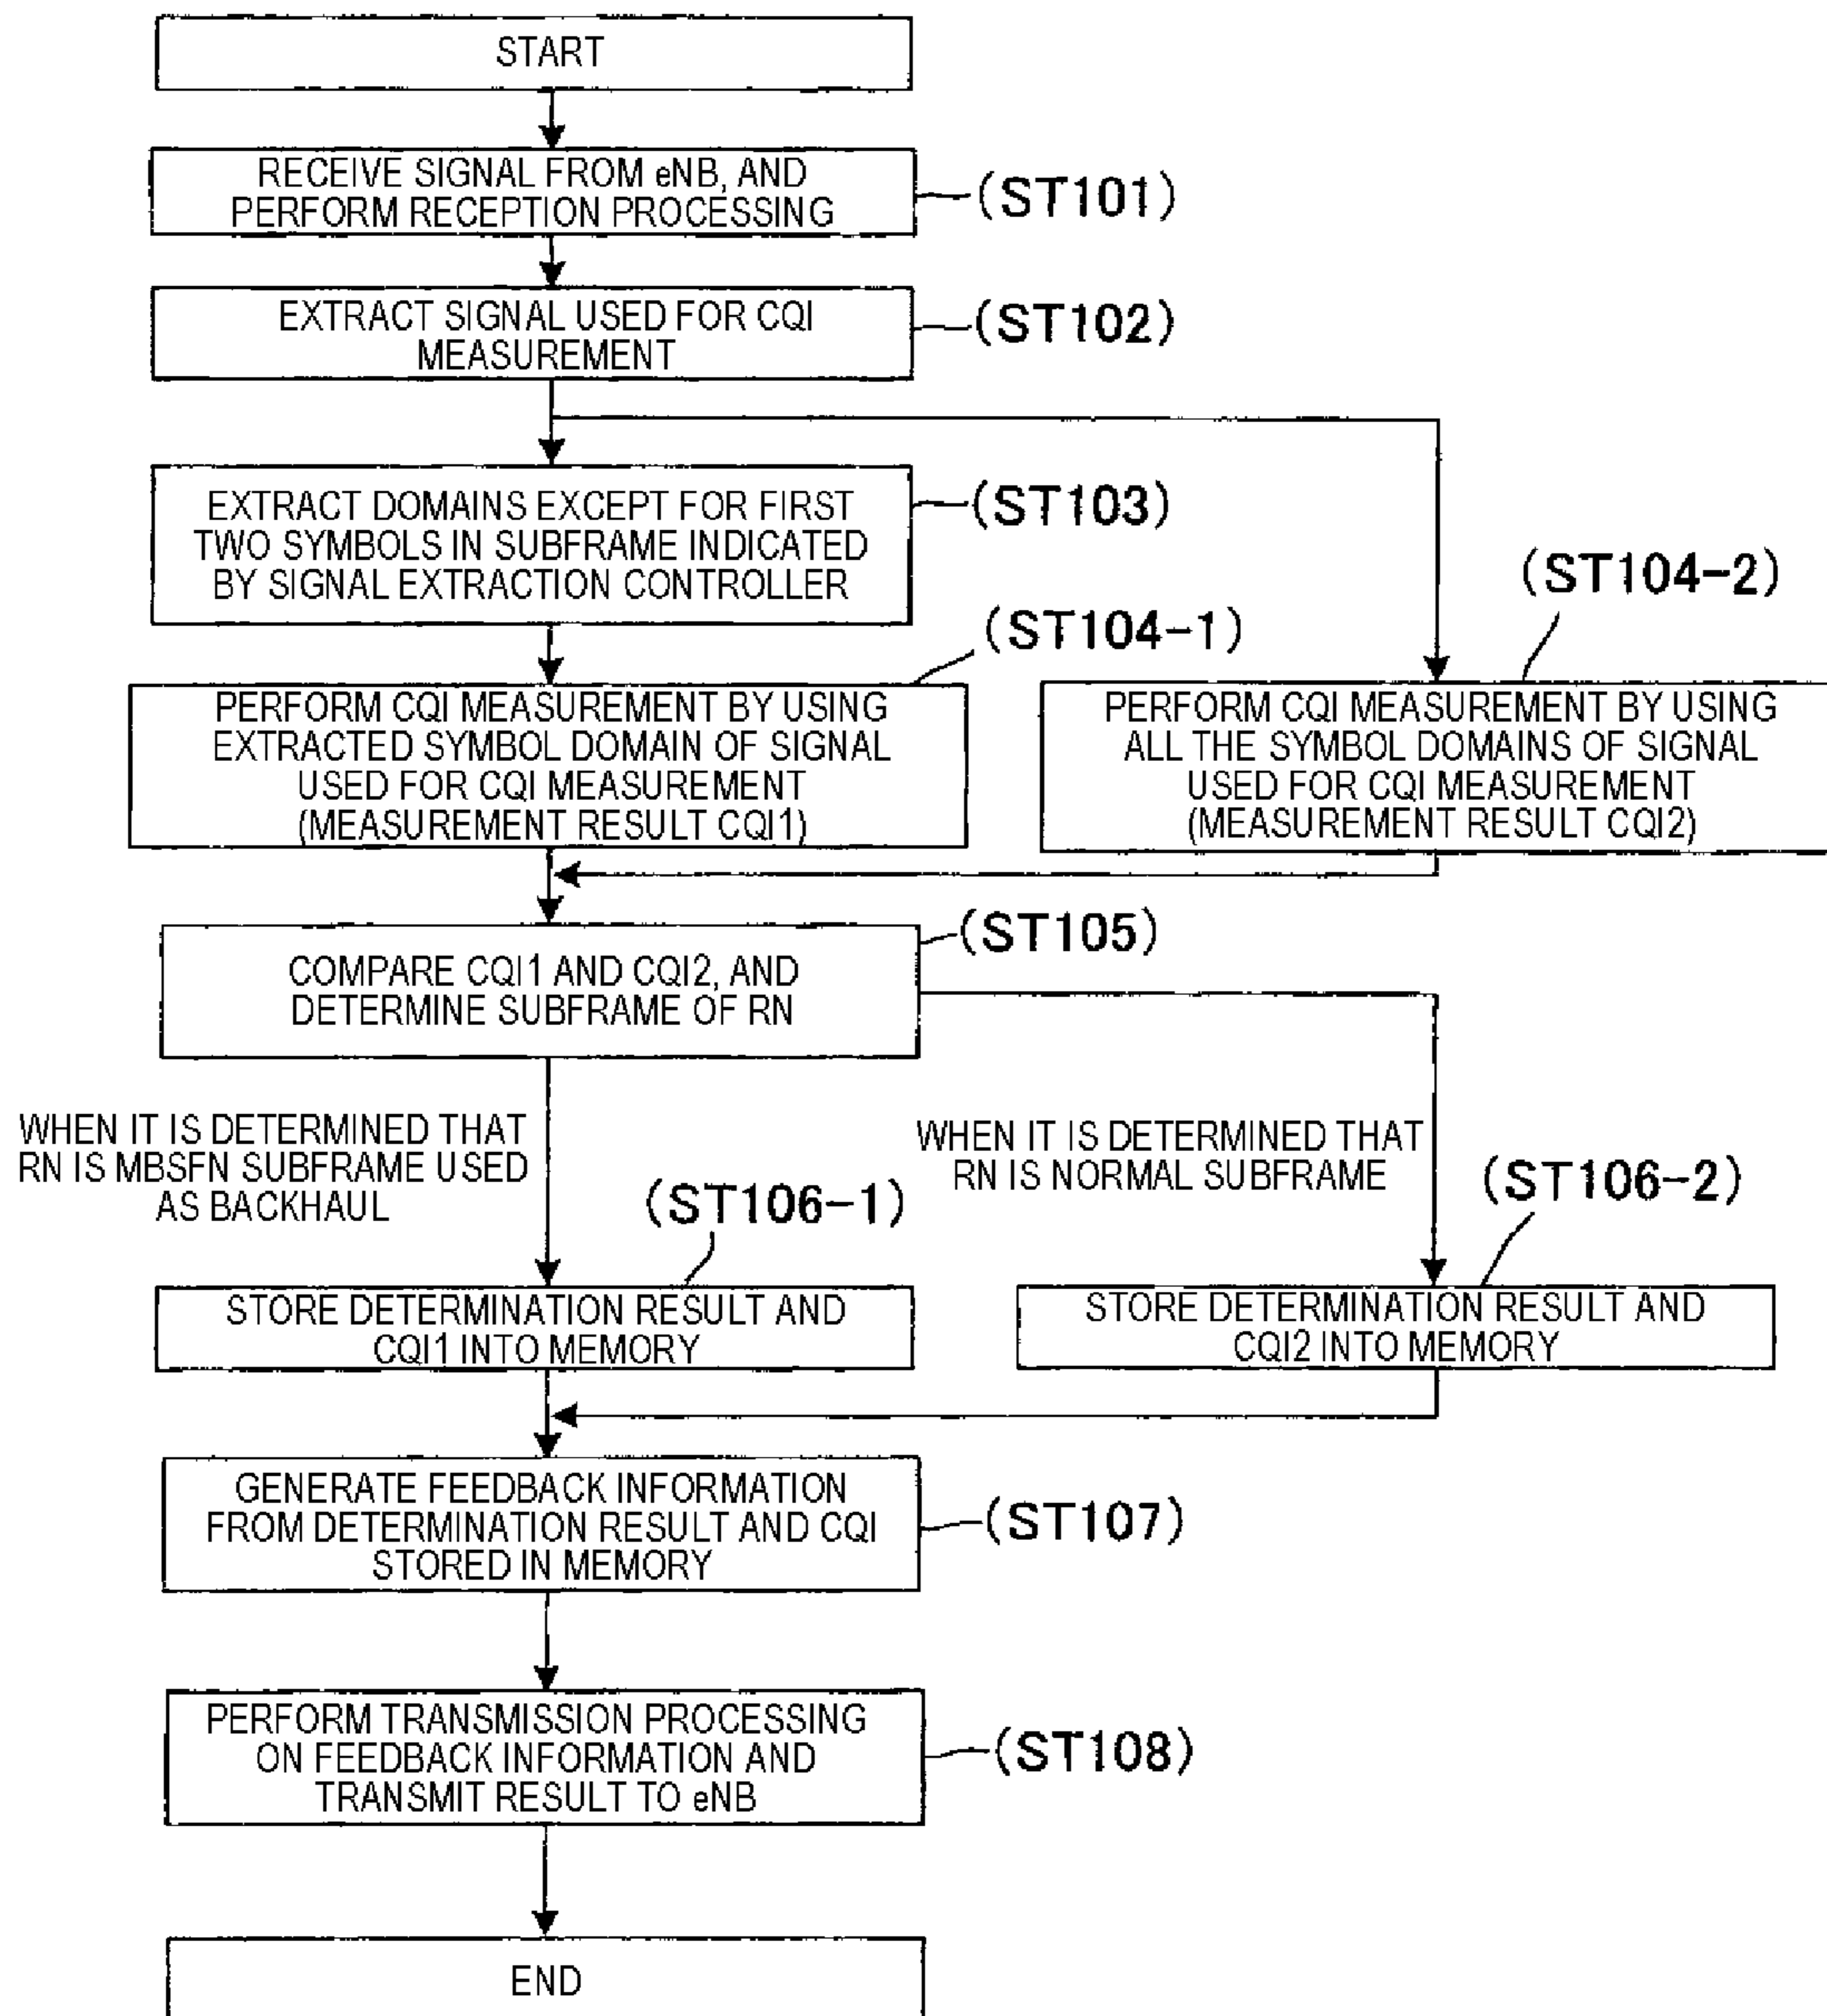 START
RECEIVE SIGNAL FROM eNB, AND
PERFORM RECEPTION PROCESSING
(ST101)
EXTRACT SIGNAL USED FOR CQI
MEASUREMENT
(ST102)
EXTRACT DOMAINS EXCEPT FOR FIRST
TWO SYMBOLS IN SUBFRAME INDICATED
BY SIGNAL EXTRACTION CONTROLLER
(ST103)
(ST104-1)
PERFORM CQI MEASUREMENT BY USING
EXTRACTED SYMBOL DOMAIN OF SIGNAL
USED FOR CQI MEASUREMENT
(MEASUREMENT RESULT CQI1)
(ST104-2)
PERFORM CQI MEASUREMENT BY USING
ALL THE SYMBOL DOMAINS OF SIGNAL
USED FOR CQI MEASUREMENT
(MEASUREMENT RESULT CQI2)
COMPARE CQI1 AND CQI2, AND
DETERMINE SUBFRAME OF RN
(ST105)
WHEN IT IS DETERMINED THAT
RN IS MBSFN SUBFRAME USED
AS BACKHAUL
(ST106-1)
WHEN IT IS DETERMINED THAT
RN IS NORMAL SUBFRAME
(ST106-2)
STORE DETERMINATION RESULT AND
CQI1 INTO MEMORY
STORE DETERMINATION RESULT AND
CQI2 INTO MEMORY
GENERATE FEEDBACK INFORMATION
FROM DETERMINATION RESULT AND CQI
STORED IN MEMORY
(ST107)
PERFORM TRANSMISSION PROCESSING
ON FEEDBACK INFORMATION AND
TRANSMIT RESULT TO eNB
(ST108)
END